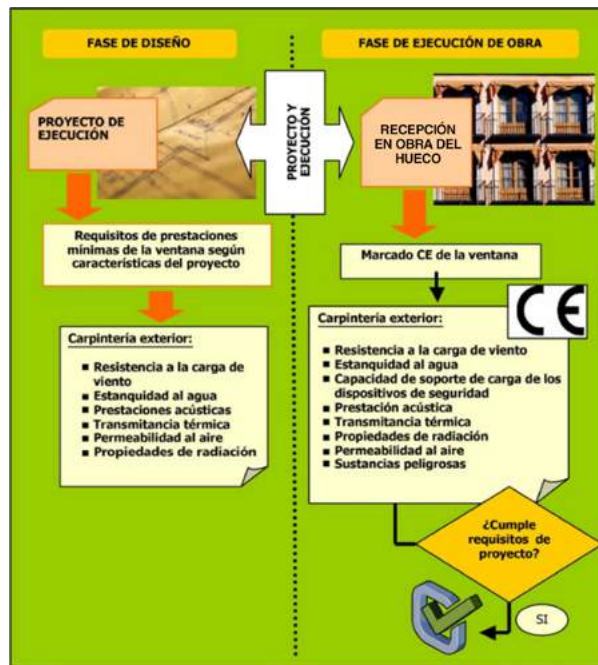 FASE DE DISEÑO
PROYECTO DE
EJECUCIÓN
Requisitos de prestaciones
mínimas de la ventana según
características del proyecto
Carpintería exterior:
Resistencia a la carga de
viento
Estanquidad al agua
Prestaciones acústicas
Transmitancia térmica
Permeabilidad al aire
Propiedades de radiación
PROYECTO Y
EJECUCIÓN
FASE DE EJECUCIÓN DE OBRA
RECEPCIÓN
EN OBRA DEL
HUECO
Marcado CE de la ventana
CE
Carpintería exterior:
Resistencia a la carga de viento
Estanquidad al agua
Capacidad de soporte de carga de los
dispositivos de seguridad
Prestación acústica
Transmitancia térmica
Propiedades de radiación
Permeabilidad al aire
Sustancias peligrosas
¿Cumple
requisitos de
proyecto?
SI